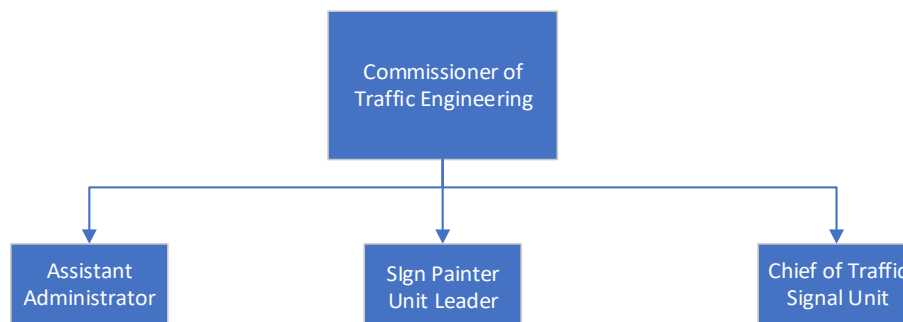 Commissioner of
Traffic Engineering
Assistant
Administrator
SIgn Painter
Unit Leader
Chief of Traffic
Signal Unit